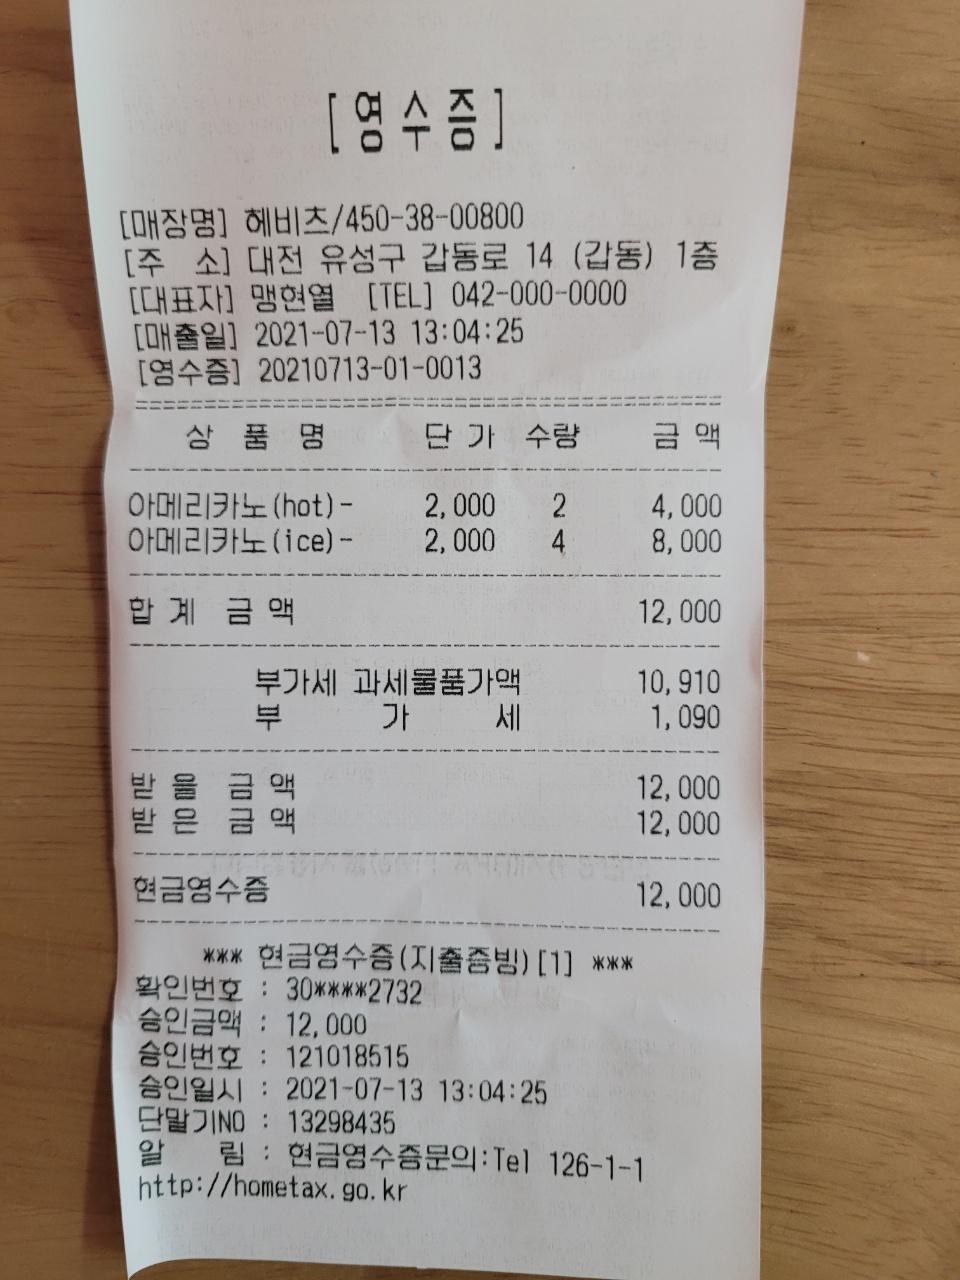 [영수증]
[매장명] 헤비츠/450-38-00800
[주 소] 대전 유성구 갑동로 14 (갑동) 1층
[대표자] 맹현열 [TEL] 042-000-0000
[매출일] 2021-07-13 13:04:25
[영수증] 20210713-01-0013
상 품 명 단 가 수량 금 액
아메리카노(hot)- 2,000 2 4,000
아메리카노(ice)- 2,000 4 8,000
합 계 금 액 12,000
부가세 과세물품가액 10,910
부 가 세 1,090
받 을 금 액 12,000
받 은 금 액 12,000
현금영수증 12,000
*** 현금영수증(지출증빙)[1] ***
확인번호 : 30****2732
승인금액 : 12,000
승인번호 : 121018515
승인일시 : 2021-07-13 13:04:25
단말기NO : 13298435
알 림 : 현금영수증문의:Tel 126-1-1
http://hometax.go.kr